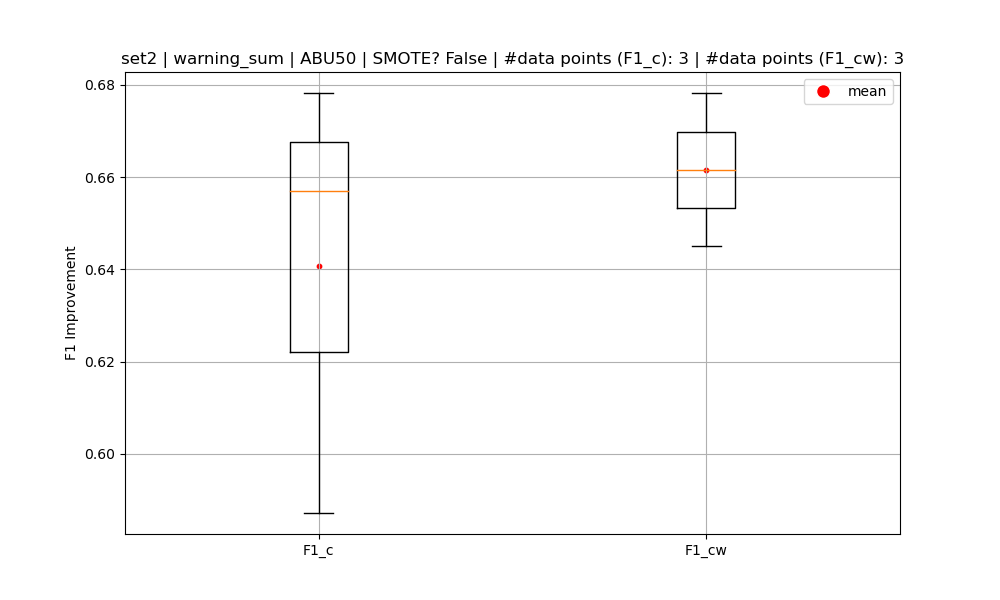 set2 | warning_sum | ABU50 | SMOTE? False | #data points (F1_c): 3 | #data points (F1_cw): 3
mean
0.68
0.66
0.64
0.62
0.60
F1 Improvement
F1_c
F1_cw